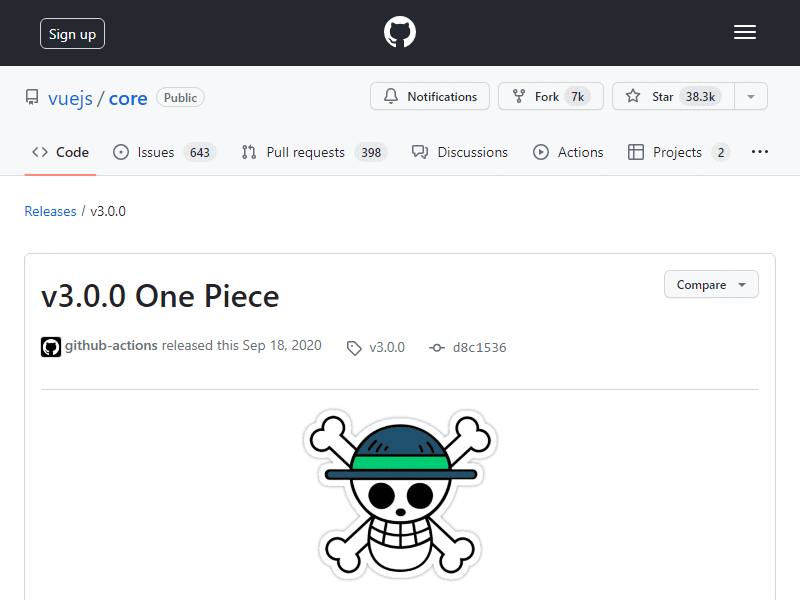 Sign up
vuejs / core Public
Notifications
Fork 7k
Star 38.3k
Code
Issues 643
Pull requests 398
Discussions
Actions
Projects 2
Releases / v3.0.0
v3.0.0 One Piece
Compare
github-actions released this Sep 18, 2020
v3.0.0
d8c1536